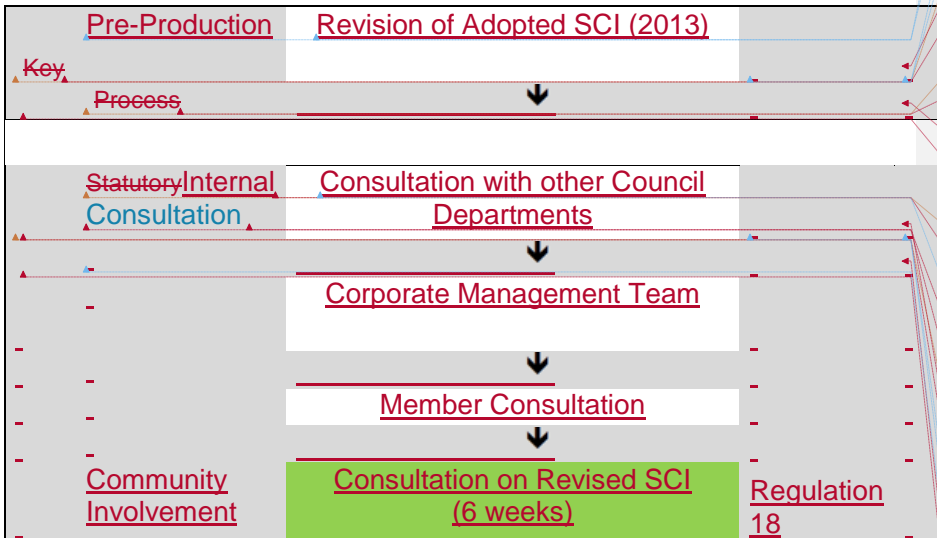 Pre-Production Revision of Adopted SCI (2013)
Key
Process
StatutoryInternal Consultation with other Council
Consultation Departments
Corporate Management Team
Member Consultation
Community Consultation on Revised SCI Regulation
Involvement (6 weeks) 18